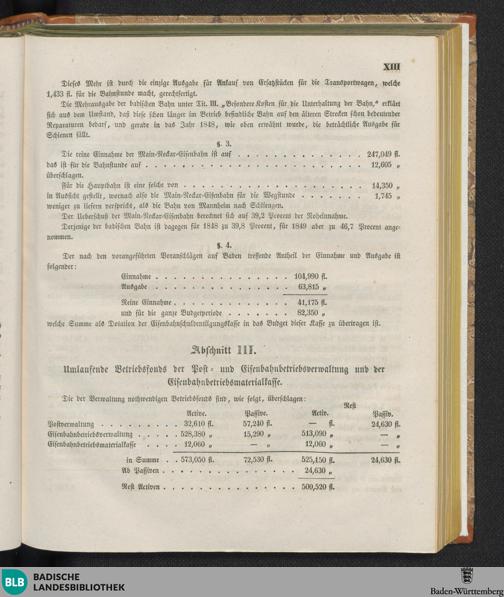 XIII
Dieses Mehr ist durch die einzige Ausgabe für Ankauf von Ersatzstücken für die Transportwagen, welche
1,433 fl. für die Bahnstunde macht, gerechtfertigt.
Die Mehrausgabe der badischen Bahn unter Tit. III. „Besondere Kosten für die Unterhaltung der Bahn,“ erklärt
sich aus dem Umstand, daß diese schon länger im Betrieb befindliche Bahn auf den älteren Strecken schon bedeutender
Reparaturen bedarf, und gerade in das Jahr 1848, wie oben erwähnt wurde, die beträchtliche Ausgabe für
Schienen fällt.
§. 3.
Die reine Einnahme der Main-Neckar-Eisenbahn ist auf . . . . . . . . . . . . . . 247,049 fl.
das ist für die Bahnstunde auf . . . . . . . . . . . . . . . . . . . . 12,605 „
überschlagen.
Für die Hauptbahn ist eine solche von . . . . . . . . . . . . . . . . . . 14,350 „
in Aussicht gestellt, wornach also die Main-Neckar-Eisenbahn für die Wegstunde . . . . . . . 1,745 „
weniger zu liefern verspricht, als die Bahn von Mannheim nach Schliengen.
Der Ueberschuß der Main-Neckar-Eisenbahn berechnet sich auf 39,2 Procent der Roheinnahme.
Derjenige der badischen Bahn ist dagegen für 1848 zu 39,8 Procent, für 1849 aber zu 46,7 Procent ange-
nommen.
§. 4.
Der nach den vorangeführten Voranschlägen auf Baden treffende Antheil der Einnahme und Ausgabe ist
folgender:
Einnahme . . . . . . . . . . . . . . . 104,990 fl.
Ausgabe . . . . . . . . . . . . . . . 63,815 „
Reine Einnahme . . . . . . . . . . . . . 41,175 fl.
und für die ganze Budgetperiode . . . . . . . 82,350 „
welche Summe als Dotation der Eisenbahnschuldentilgungskasse in das Budget dieser Kasse zu übertragen ist.
Abschnitt III.
Umlaufende Betriebsfonds der Post- und Eisenbahnbetriebsverwaltung und der
Eisenbahnbetriebsmaterialkasse.
Die der Verwaltung nothwendigen Betriebsfonds sind, wie folgt, überschlagen:
Rest
Active. Passive. Activ. Passiv.
Postverwaltung . . . . . . . . . 32,610 fl. 57,240 fl. — fl. 24,630 fl.
Eisenbahnbetriebsverwaltung . . . . . 528,380 „ 15,290 „ 513,090 „ — „
Eisenbahnbetriebsmaterialkasse . . . . 12,060 „ — „ 12,060 „ — „
in Summe . . 573,050 fl. 72,530 fl. 525,150 fl. 24,630 fl.
Ab Passiven . . . . . . . . . . . . . . 24,630 „
Rest Activen . . . . . . . . . . . . . . 500,520 fl.
BLB BADISCHE
LANDESBIBLIOTHEK
Baden-Württemberg